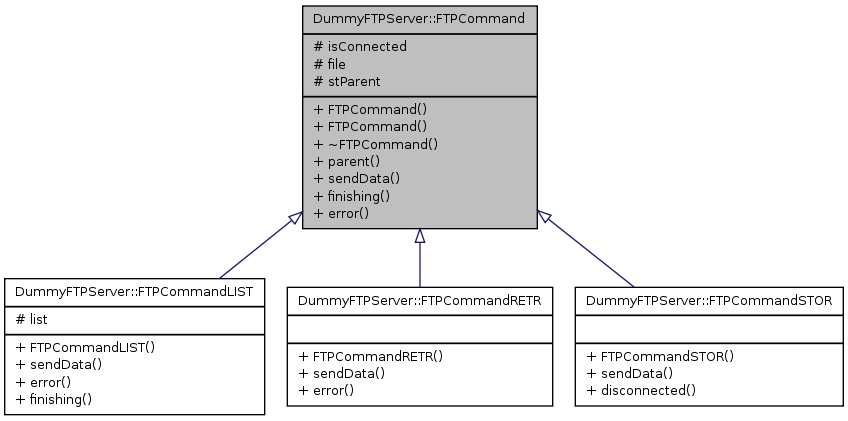 DummyFTPServer::FTPCommand
# isConnected
# file
# stParent
+ FTPCommand()
+ FTPCommand()
+ ~FTPCommand()
+ parent()
+ sendData()
+ finishing()
+ error()
DummyFTPServer::FTPCommandLIST
# list
+ FTPCommandLIST()
+ sendData()
+ error()
+ finishing()
DummyFTPServer::FTPCommandRETR
+ FTPCommandRETR()
+ sendData()
+ error()
DummyFTPServer::FTPCommandSTOR
+ FTPCommandSTOR()
+ sendData()
+ disconnected()